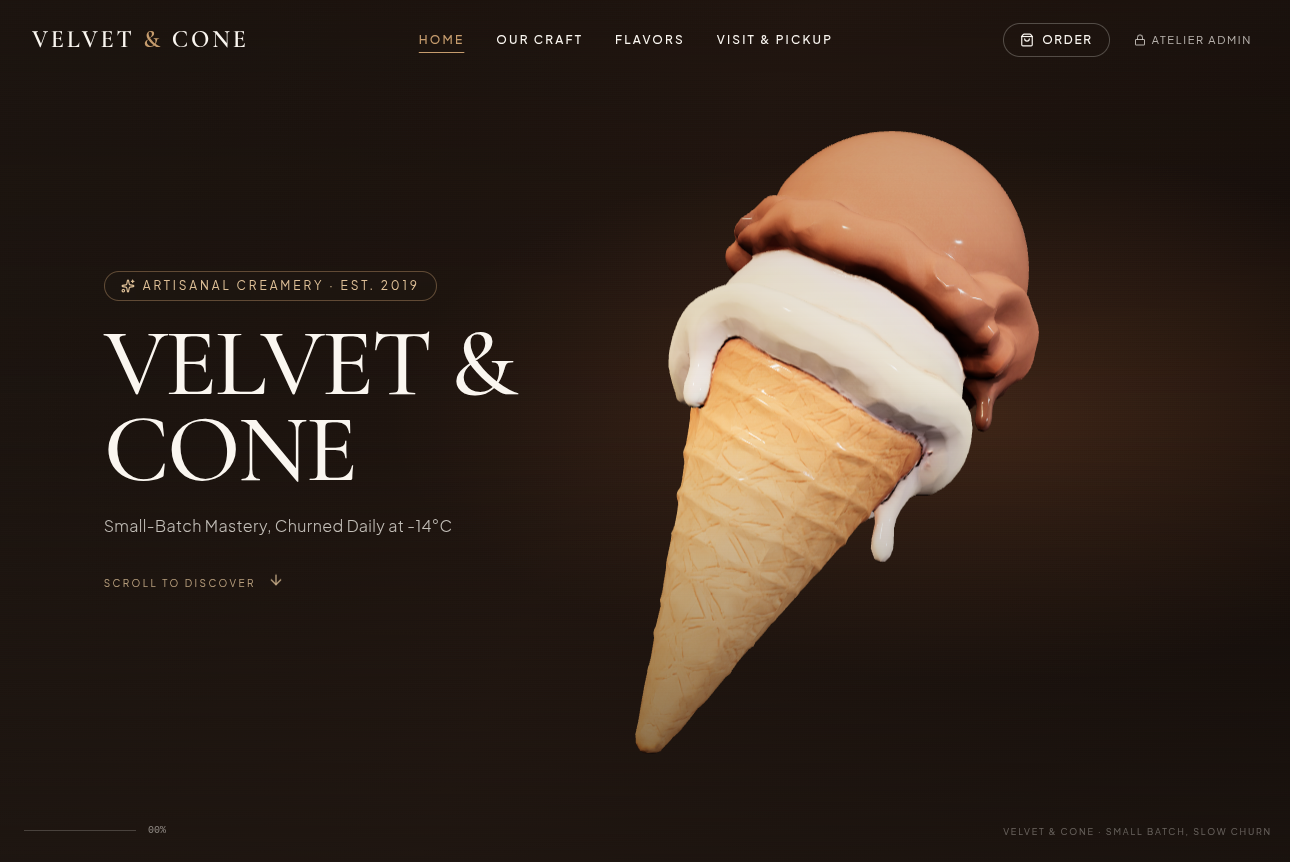 VELVET & CONE
HOME
OUR CRAFT
FLAVORS
VISIT & PICKUP
ORDER
ATELIER ADMIN
ARTISANAL CREAMERY · EST. 2019
VELVET &
CONE
Small-Batch Mastery, Churned Daily at -14°C
SCROLL TO DISCOVER
00%
VELVET & CONE · SMALL BATCH, SLOW CHURN